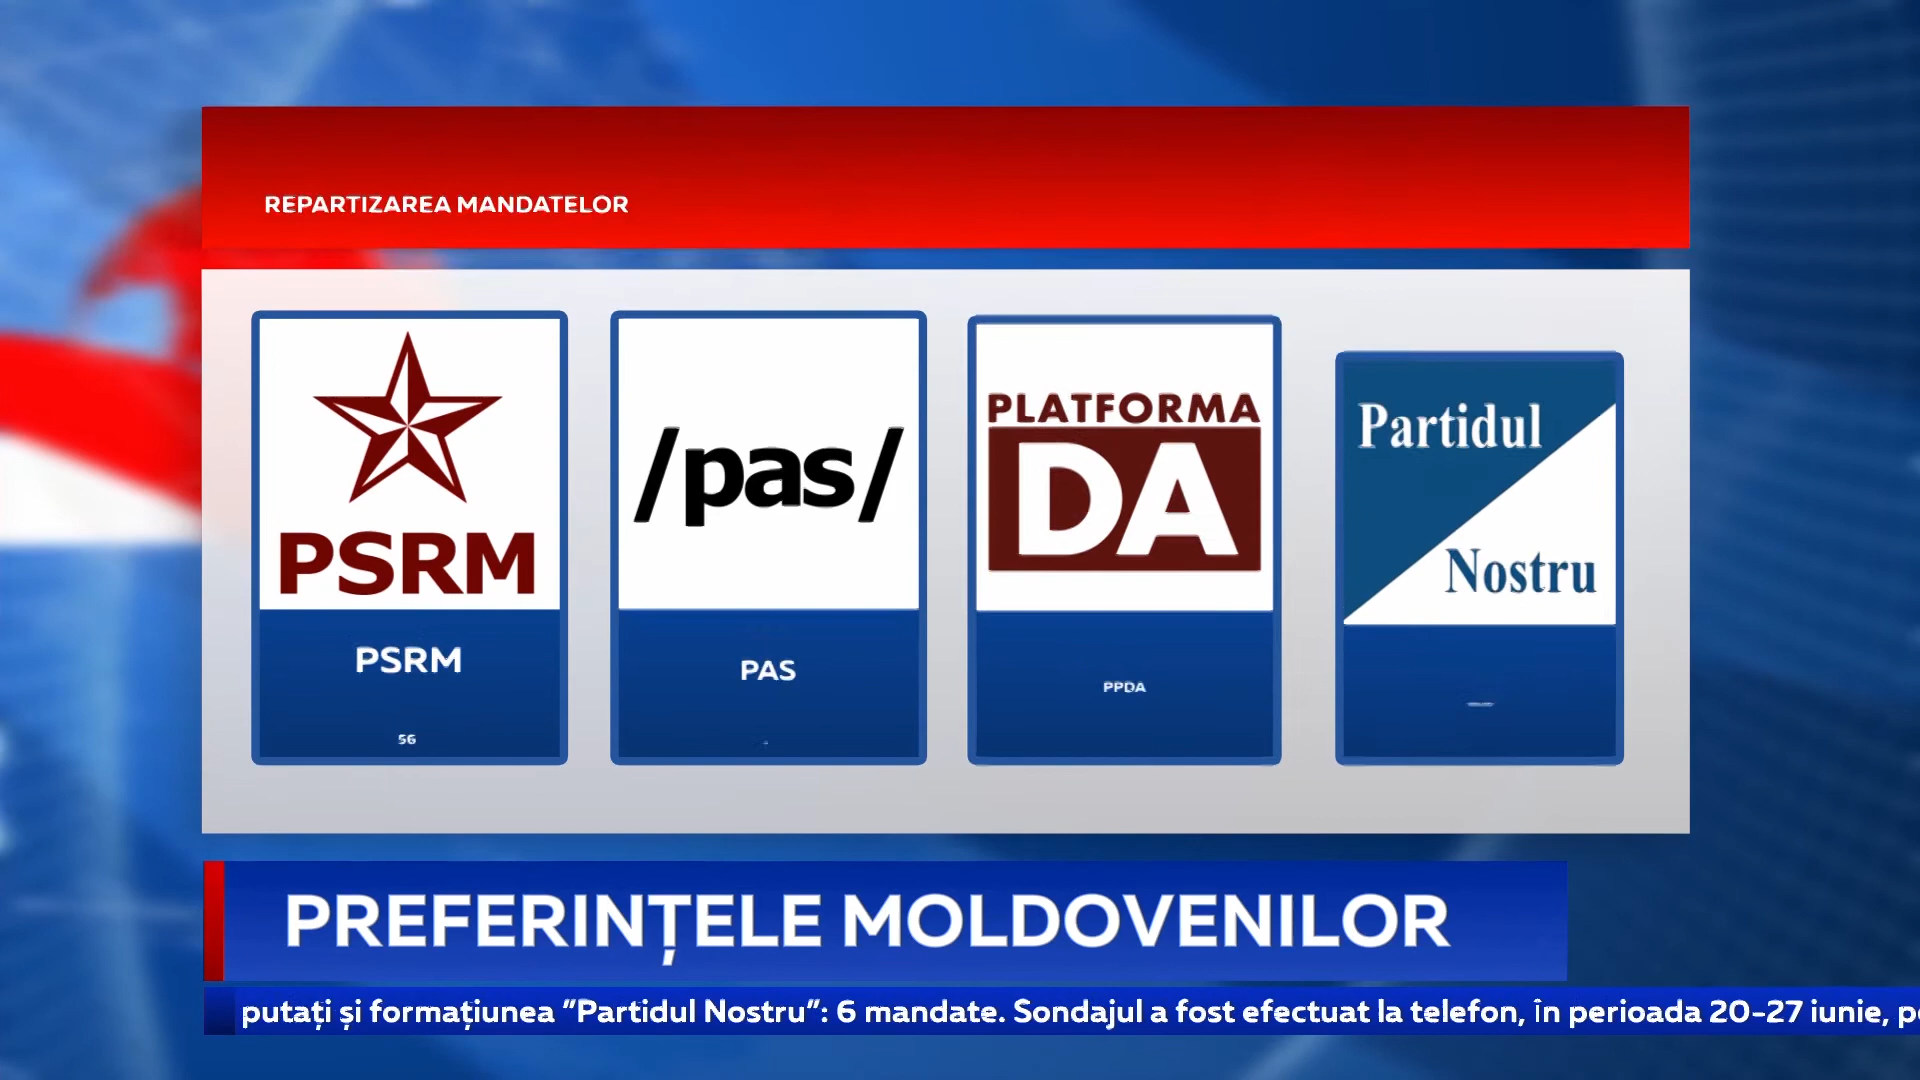 REPARTIZAREA MANDATELOR
PSRM
PSRM
56
/pas/
PAS
PLATFORMA
DA
PPDA
Partidul
Nostru
PREFERINȚELE MOLDOVENILOR
putați și formațiunea "Partidul Nostru": 6 mandate. Sondajul a fost efectuat la telefon, în perioada 20-27 iunie,